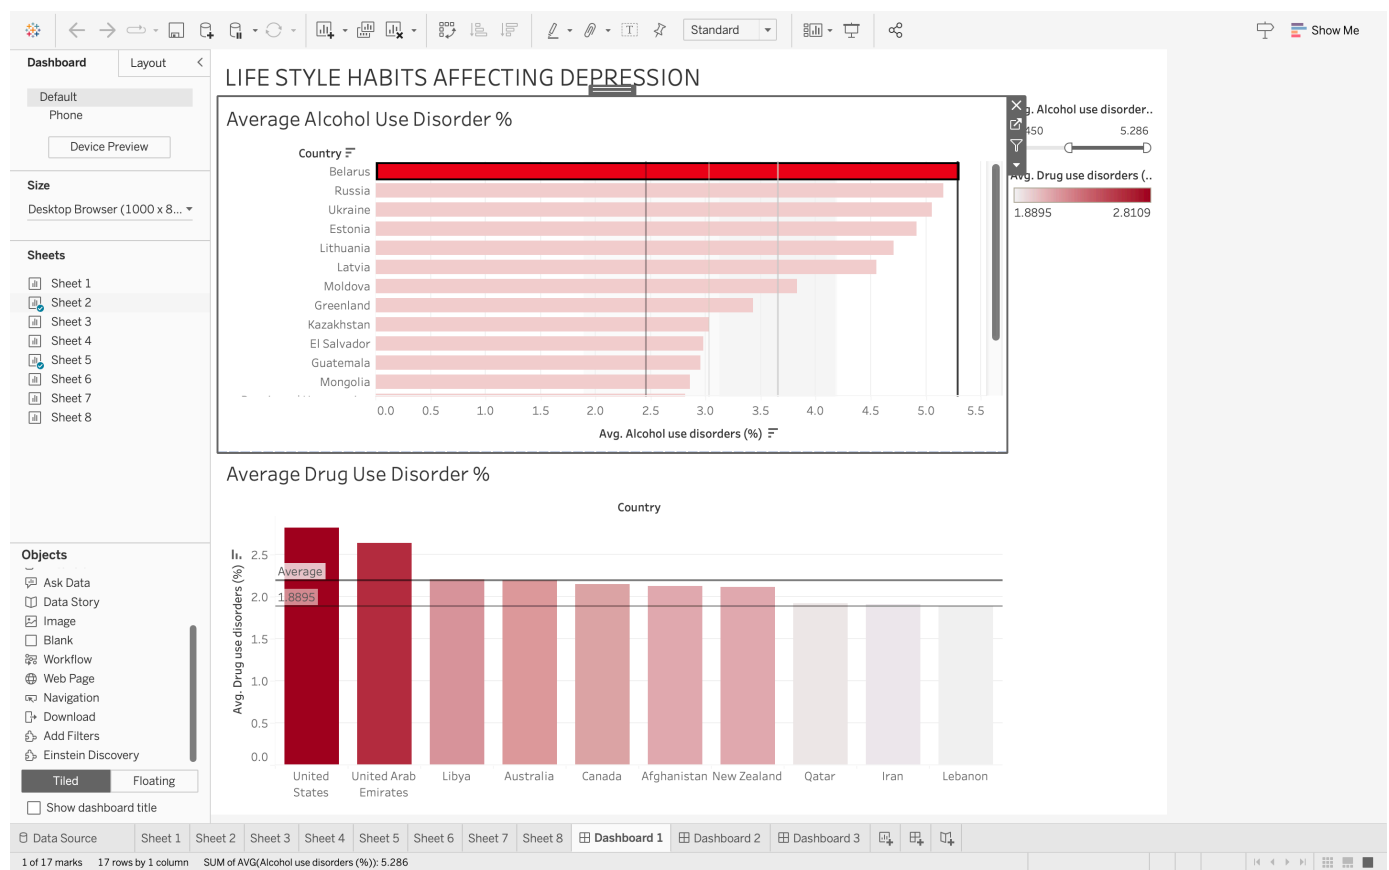 Standard
Show Me
Dashboard
Layout
Default
Phone
Device Preview
Size
Desktop Browser (1000 x 8...
Sheets
Sheet 1
Sheet 2
Sheet 3
Sheet 4
Sheet 5
Sheet 6
Sheet 7
Sheet 8
Objects
Ask Data
Data Story
Image
Blank
Workflow
Web Page
Navigation
Download
Add Filters
Einstein Discovery
Tiled
Floating
Show dashboard title
LIFE STYLE HABITS AFFECTING DEPRESSION
Average Alcohol Use Disorder %
Country
Belarus
Russia
Ukraine
Estonia
Lithuania
Latvia
Moldova
Greenland
Kazakhstan
El Salvador
Guatemala
Mongolia
0.0 0.5 1.0 1.5 2.0 2.5 3.0 3.5 4.0 4.5 5.0 5.5
Avg. Alcohol use disorders (%)
g. Alcohol use disorder..
450 5.286
Avg. Drug use disorders (..
1.8895 2.8109
Average Drug Use Disorder %
Country
Avg. Drug use disorders (%)
2.5
2.0
1.5
1.0
0.5
0.0
Average
1.8895
United States
United Arab Emirates
Libya
Australia
Canada
Afghanistan
New Zealand
Qatar
Iran
Lebanon
Data Source Sheet 1 Sheet 2 Sheet 3 Sheet 4 Sheet 5 Sheet 6 Sheet 7 Sheet 8 Dashboard 1 Dashboard 2 Dashboard 3
1 of 17 marks 17 rows by 1 column SUM of AVG(Alcohol use disorders (%)): 5.286